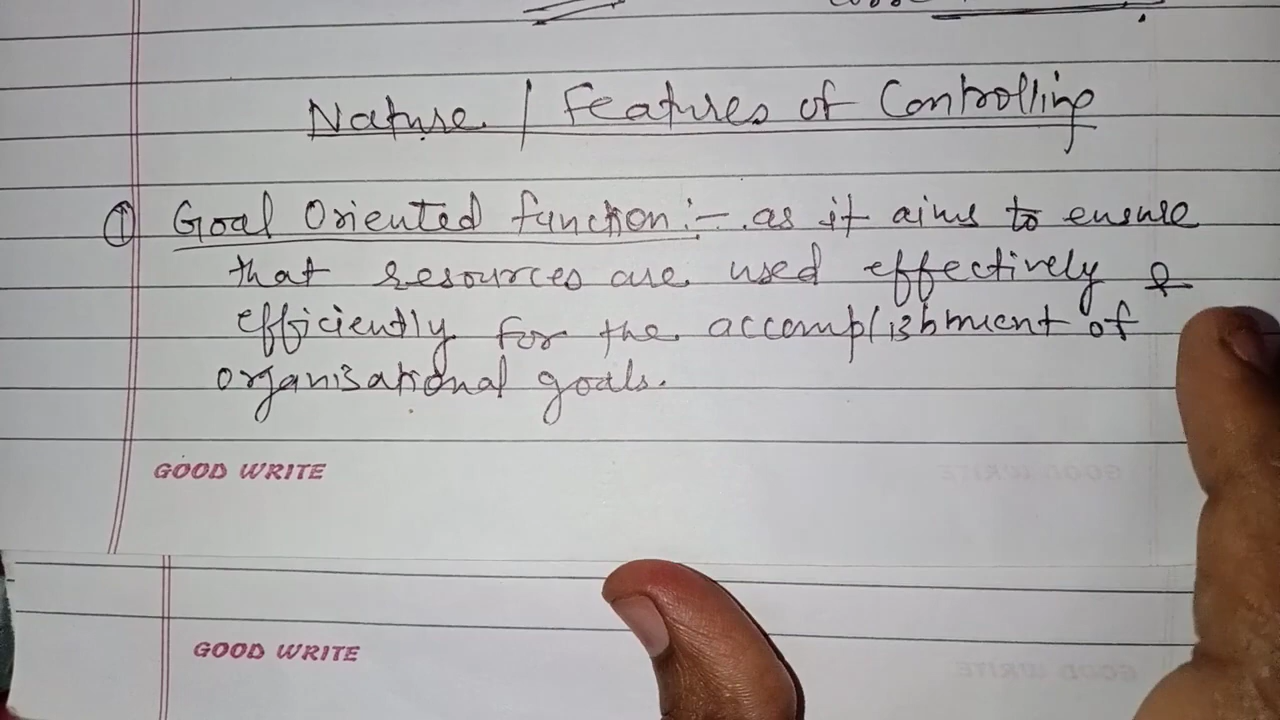 Nature / Features of Controlling
① Goal Oriented function :- as it aims to ensure
that resources are used effectively &
efficiently for the accomplishment of
organisational goals.
GOOD WRITE
GOOD WRITE